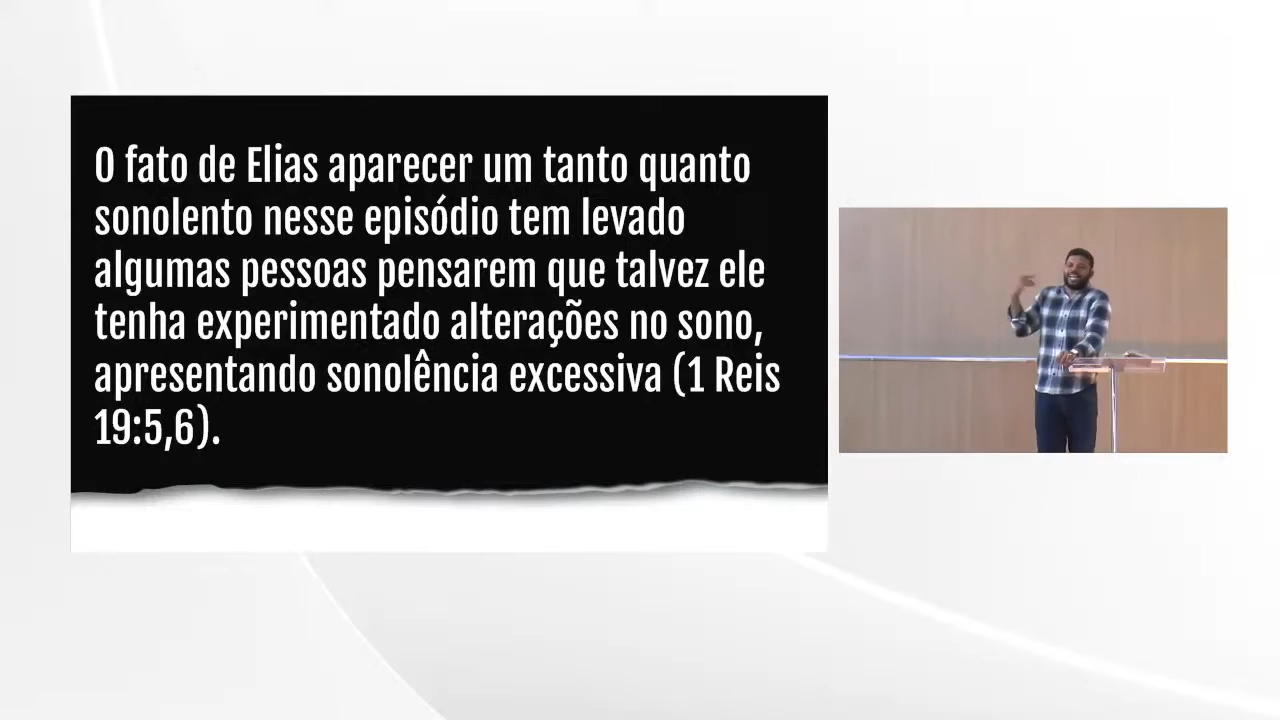 O fato de Elias aparecer um tanto quanto
sonolento nesse episódio tem levado
algumas pessoas pensarem que talvez ele
tenha experimentado alterações no sono,
apresentando sonolência excessiva (1 Reis
19:5,6).